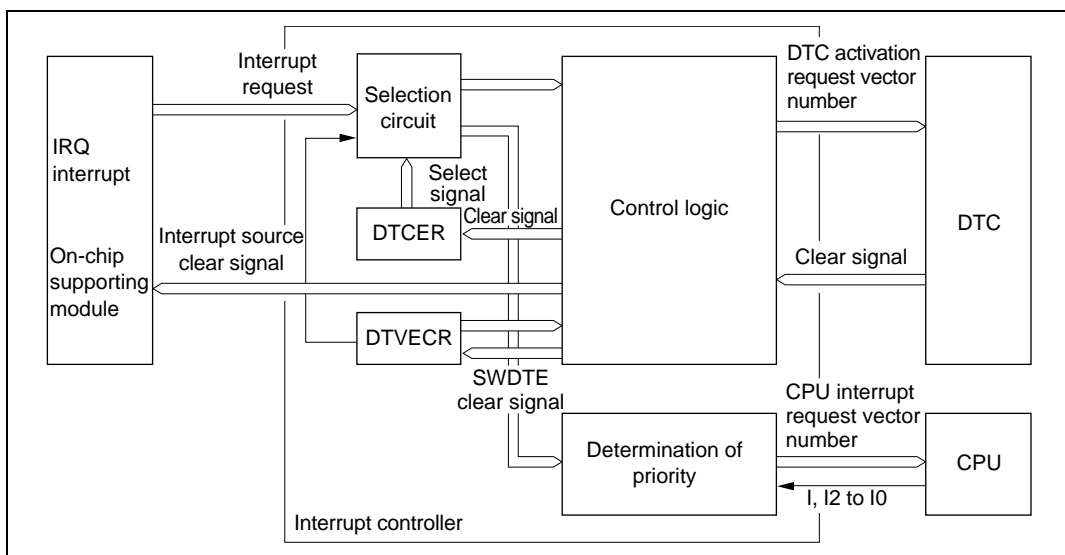 Interrupt
request
IRQ
interrupt
On-chip
supporting
module
Interrupt source
clear signal
Selection
circuit
Select
signal
DTCER
Clear signal
DTVECR
SWDTE
clear signal
Control logic
Determination of
priority
DTC activation
request vector
number
DTC
Clear signal
CPU interrupt
request vector
number
CPU
I, I2 to I0
Interrupt controller